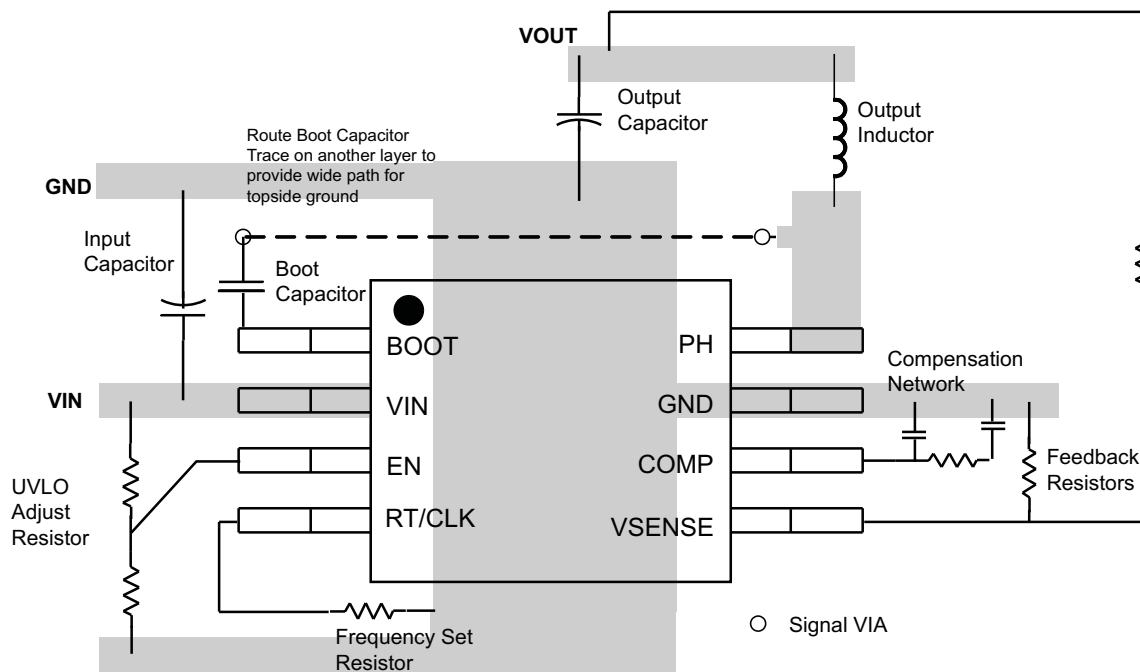 VOUT
Output
Capacitor
Output
Inductor
Route Boot Capacitor
Trace on another layer to
provide wide path for
topside ground
GND
Input
Capacitor
Boot
Capacitor
BOOT
PH
Compensation
Network
VIN
VIN
GND
EN
COMP
Feedback
Resistors
UVLO
Adjust
Resistor
RT/CLK
VSENSE
Frequency Set
Resistor
Signal VIA